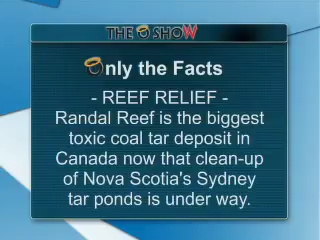 THE O SHOW
Only the Facts
- REEF RELIEF -
Randal Reef is the biggest
toxic coal tar deposit in
Canada now that clean-up
of Nova Scotia's Sydney
tar ponds is under way.